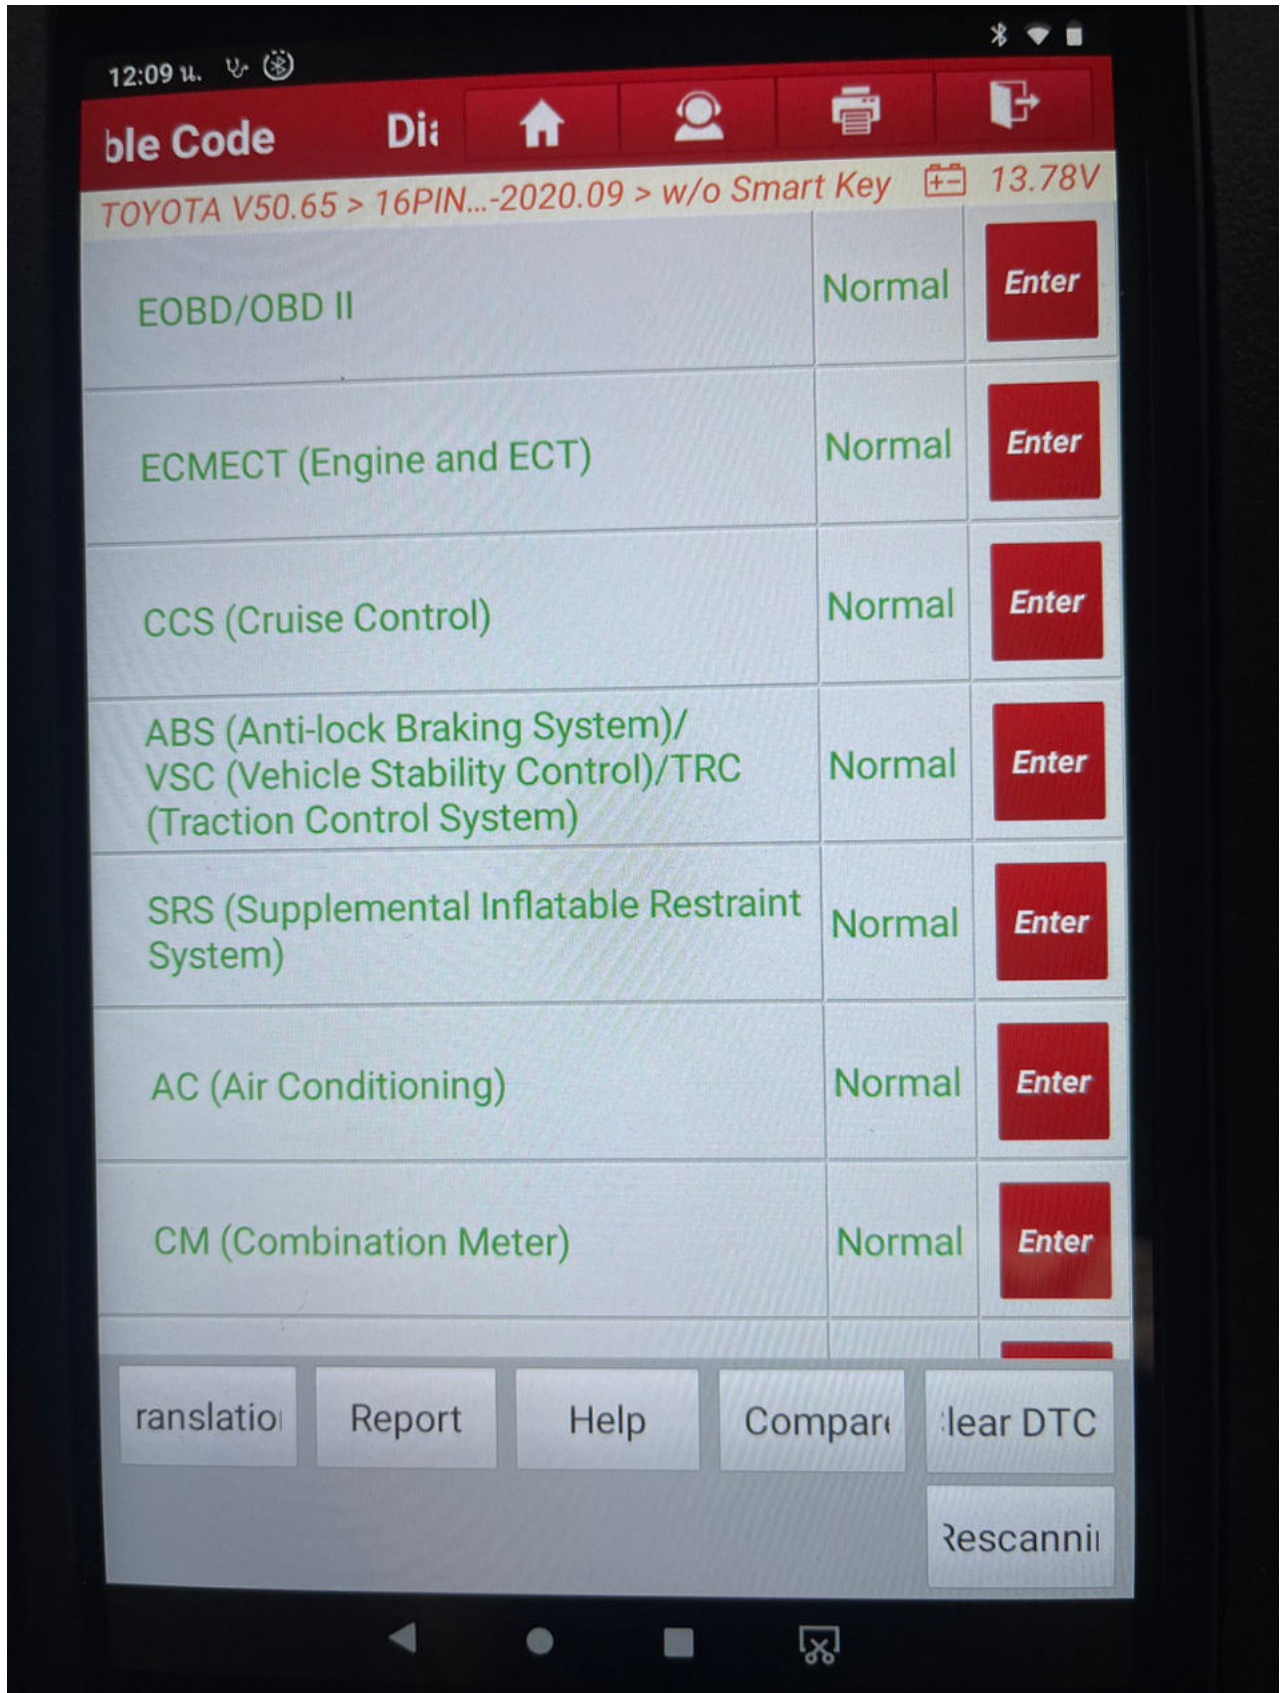 12:09 น.
ble Code
TOYOTA V50.65 > 16PIN...-2020.09 > w/o Smart Key 13.78V
EOBD/OBD II Normal Enter
ECMECT (Engine and ECT) Normal Enter
CCS (Cruise Control) Normal Enter
ABS (Anti-lock Braking System)/
VSC (Vehicle Stability Control)/TRC Normal Enter
(Traction Control System)
SRS (Supplemental Inflatable Restraint
System) Normal Enter
AC (Air Conditioning) Normal Enter
CM (Combination Meter) Normal Enter
ranslatio Report Help Compar lear DTC
Rescanni